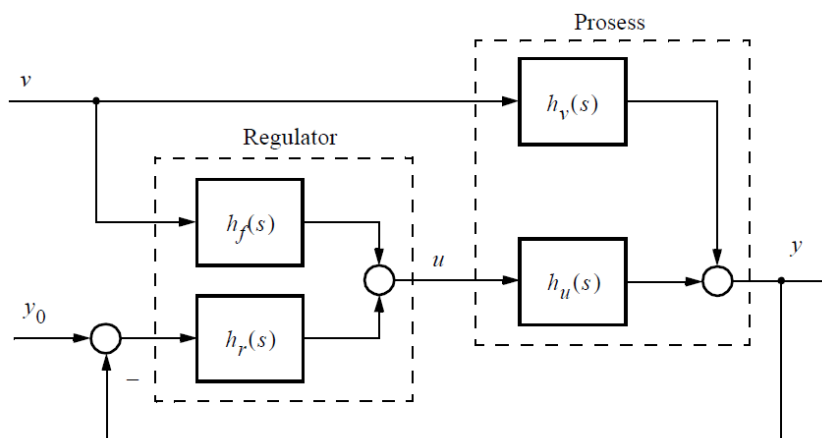 Prosess
v
h_v(s)
Regulator
h_f(s)
u
h_u(s)
y
y_0
h_r(s)
−